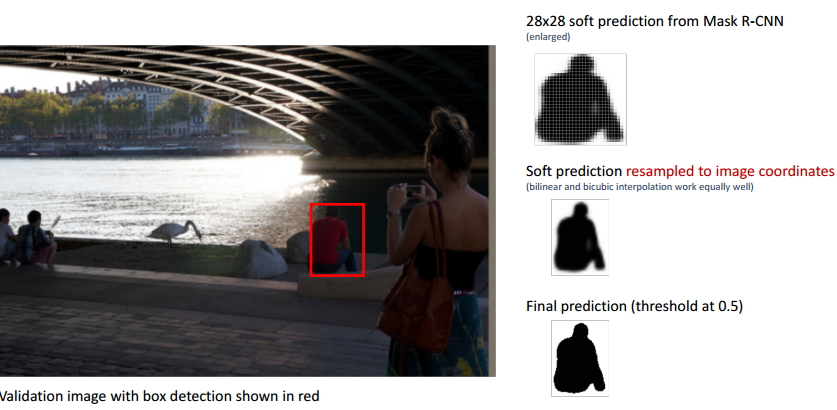 28x28 soft prediction from Mask R-CNN
(enlarged)
Soft prediction resampled to image coordinates
(bilinear and bicubic interpolation work equally well)
Final prediction (threshold at 0.5)
Validation image with box detection shown in red